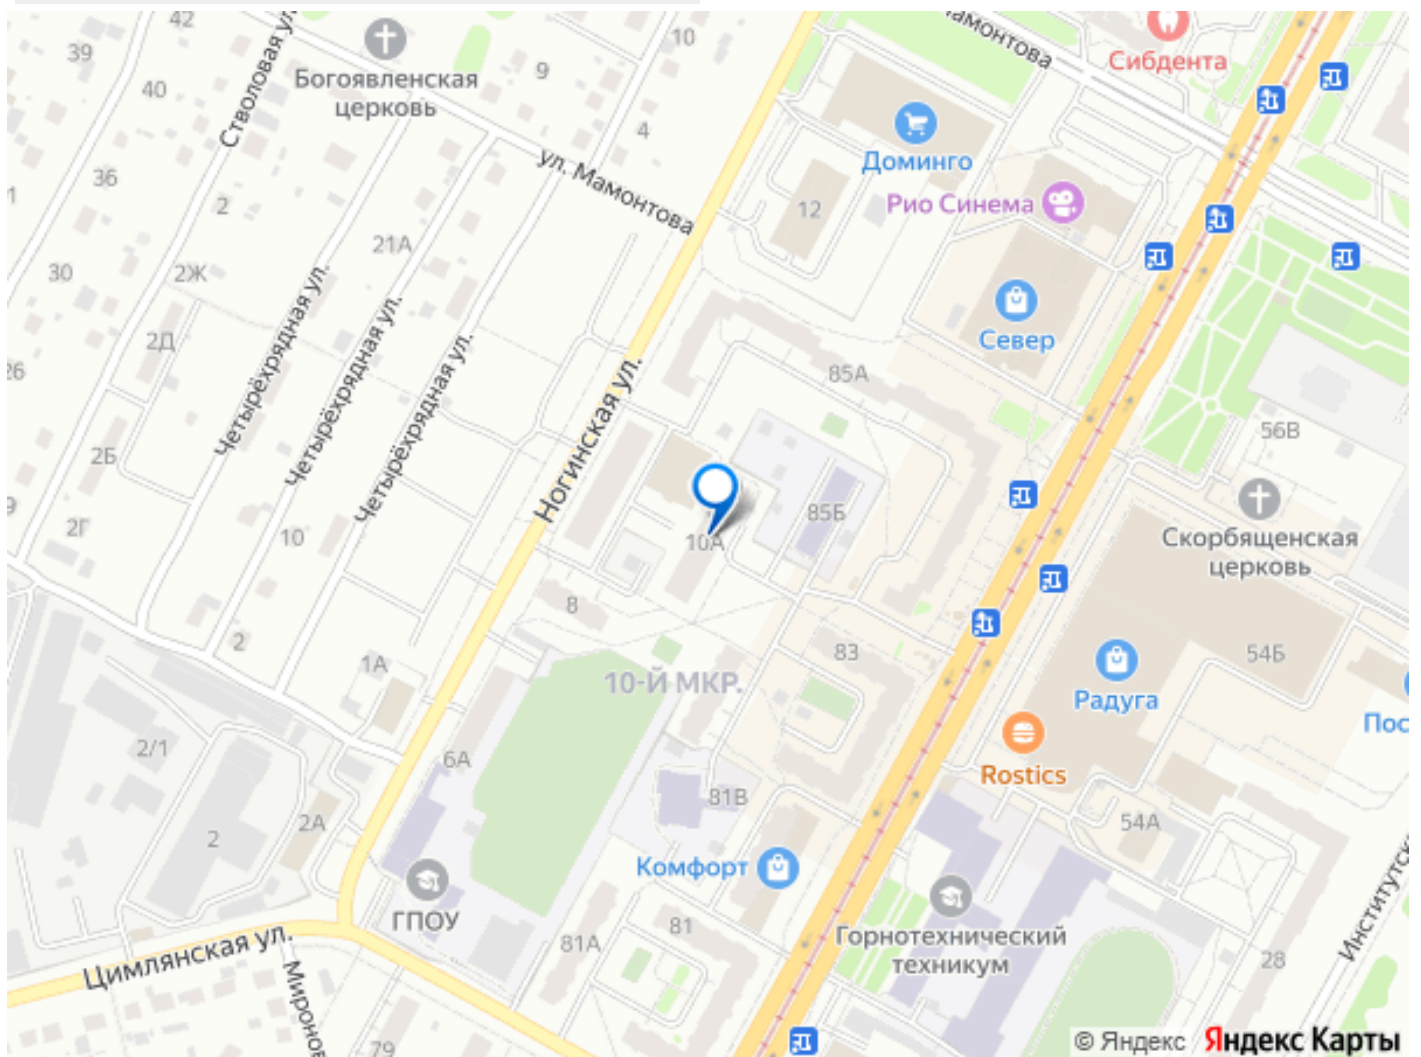 42
39
40
Стволовая ул.
Богоявленская
церковь
10
9
4
Мамонтова
Сибдента
Доминго
36
2
ул. Мамонтова
12
Рио Синема
21А
30
2Ж
2Д
26
Четырёхрядная ул.
Четырёхрядная ул.
Четырёхрядная ул.
Ногинская ул.
Север
85А
2Б
2Г
10
56В
85Б
10А
Скорбященская
церковь
8
2
1А
83
10-Й МКР.
54Б
Радуга
Пос
2/1
6А
Rostics
81В
2
2А
54А
Комфорт
ГПОУ
Горнотехнический
техникум
81
81А
Институтск
28
Цимлянская ул.
Миронов
79
© Яндекс Яндекс Карты